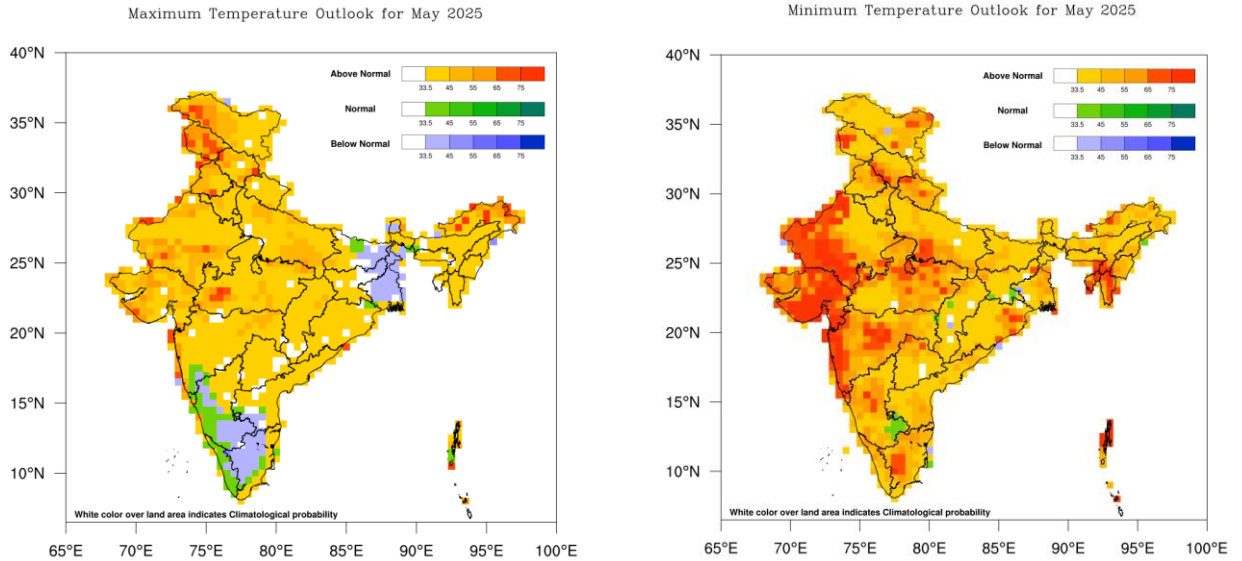 Maximum Temperature Outlook for May 2025
40°N
35°N
30°N
25°N
20°N
15°N
10°N
Above Normal
33.5 45 55 65 75
Normal
33.5 45 55 65 75
Below Normal
33.5 45 55 65 75
White color over land area indicates Climatological probability
65°E 70°E 75°E 80°E 85°E 90°E 95°E 100°E
Minimum Temperature Outlook for May 2025
40°N
35°N
30°N
25°N
20°N
15°N
10°N
Above Normal
33.5 45 55 65 75
Normal
33.5 45 55 65 75
Below Normal
33.5 45 55 65 75
White color over land area indicates Climatological probability
65°E 70°E 75°E 80°E 85°E 90°E 95°E 100°E